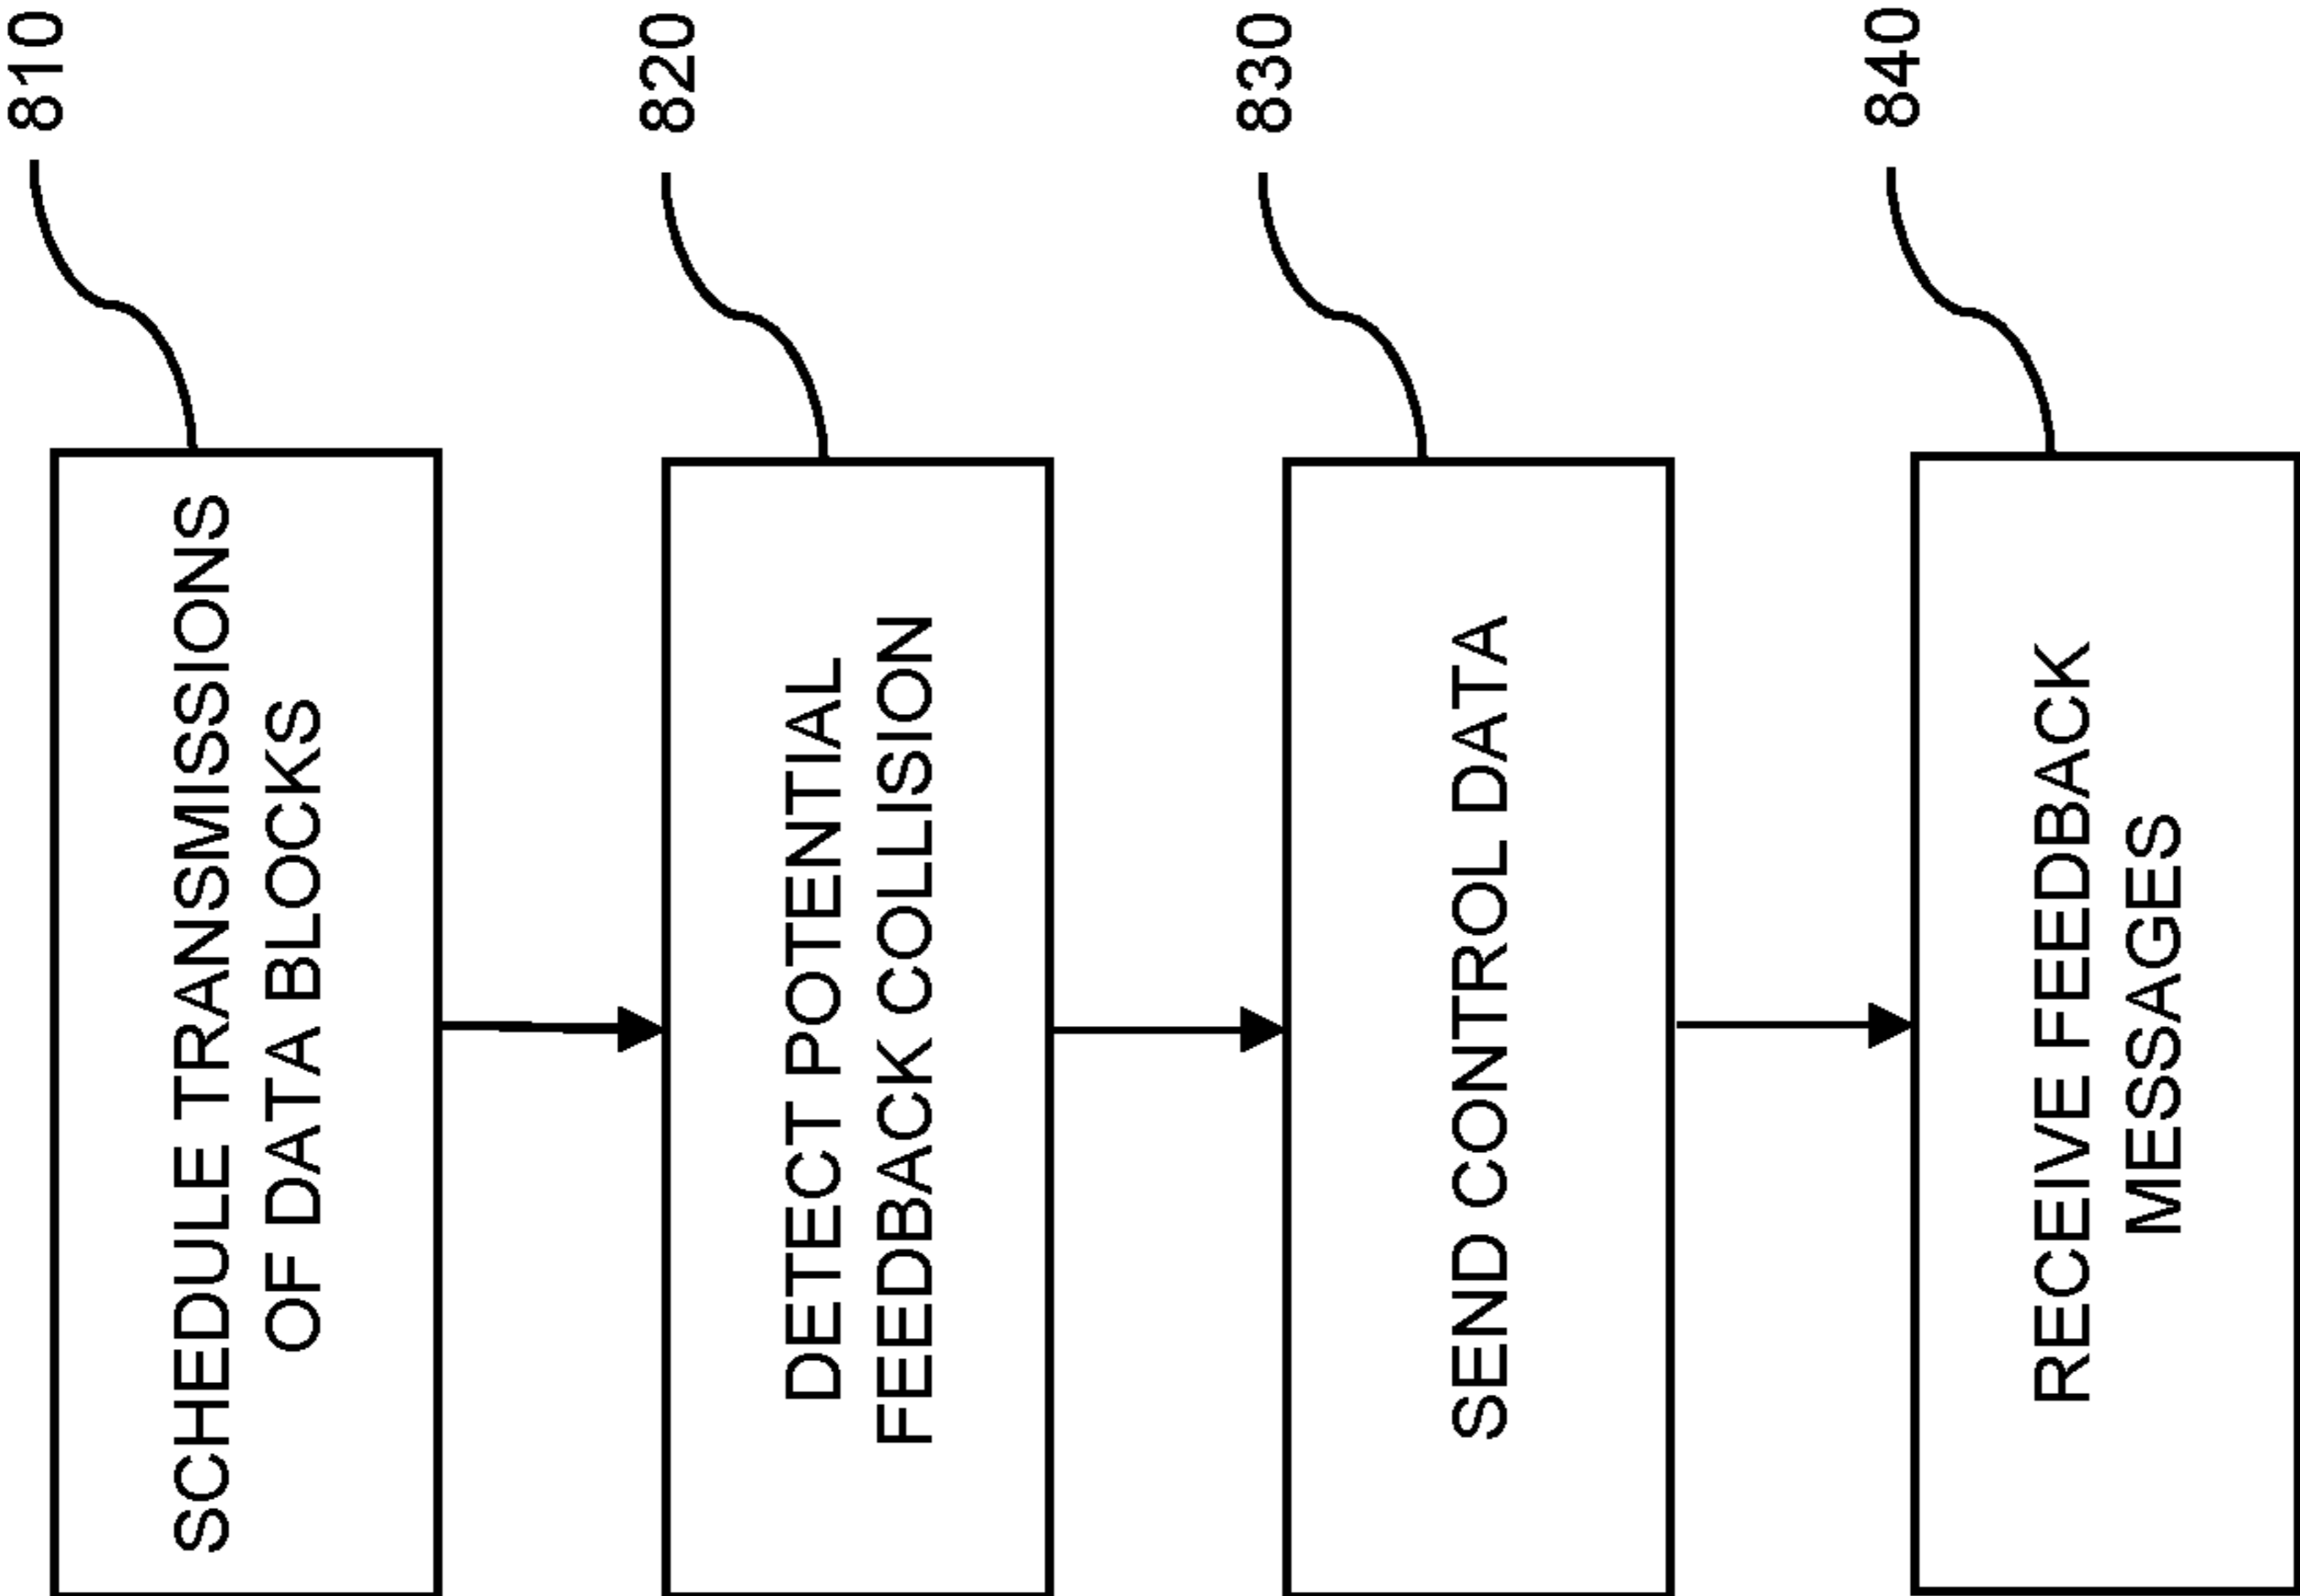 810
SCHEDULE TRANSMISSIONS
OF DATA BLOCKS
820
DETECT POTENTIAL
FEEDBACK COLLISION
830
SEND CONTROL DATA
840
RECEIVE FEEDBACK
MESSAGES